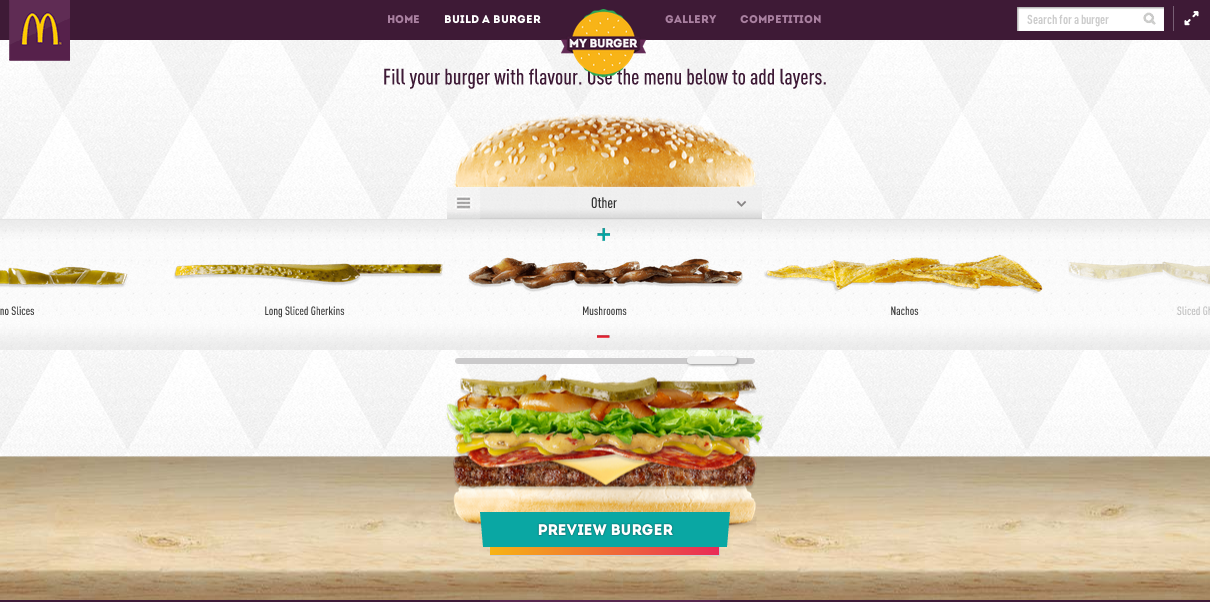 HOME
BUILD A BURGER
MY BURGER
GALLERY
COMPETITION
Search for a burger
Fill your burger with flavour. Use the menu below to add layers.
Other
+
no Slices
Long Sliced Gherkins
Mushrooms
Nachos
Sliced Gh
−
PREVIEW BURGER